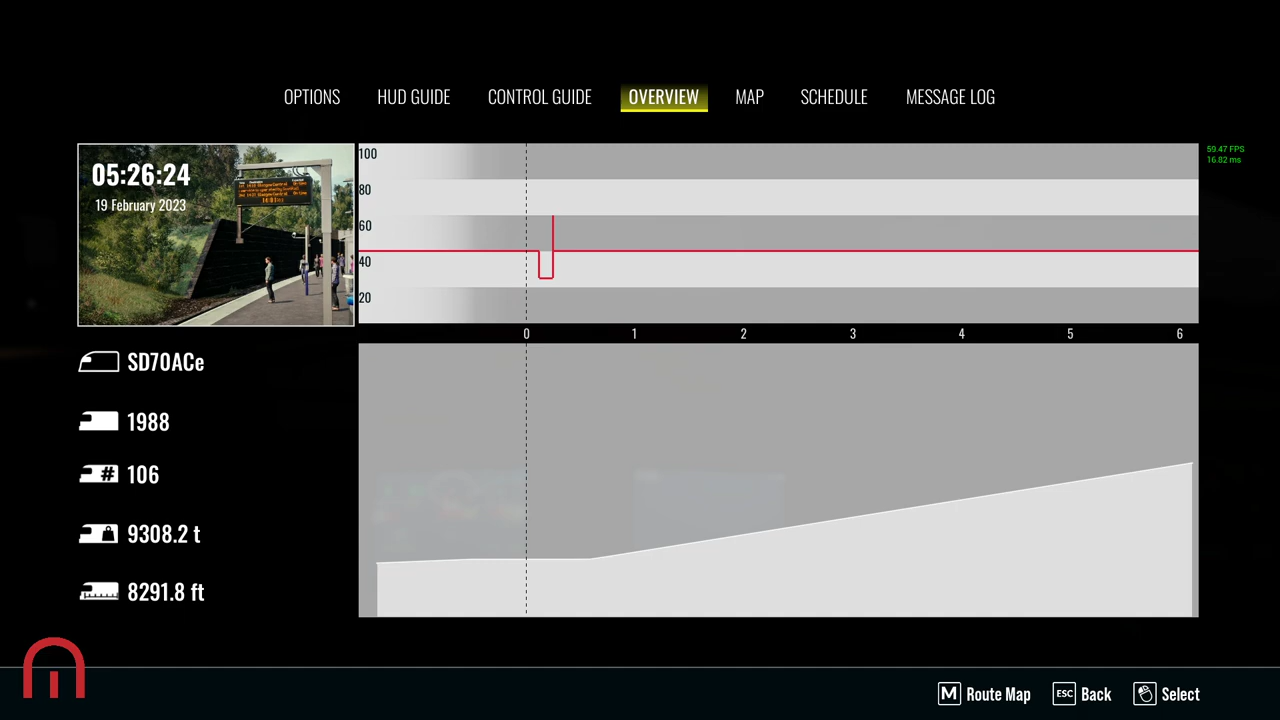 OPTIONS HUD GUIDE CONTROL GUIDE OVERVIEW MAP SCHEDULE MESSAGE LOG
05:26:24
19 February 2023
59.47 FPS
16.82 ms
100
80
60
40
20
0 1 2 3 4 5 6
SD70ACe
1988
# 106
9308.2 t
8291.8 ft
M Route Map ESC Back Select